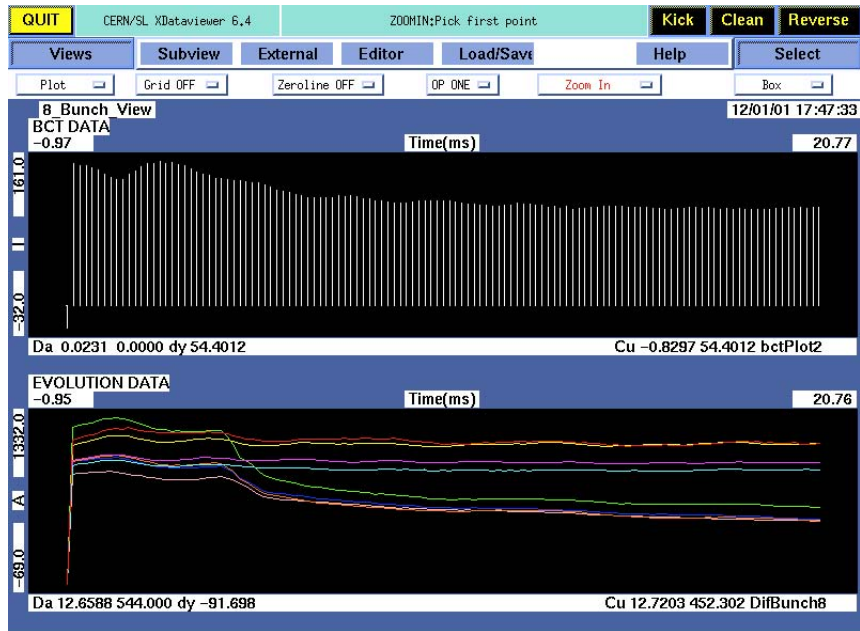 QUIT CERN/SL XDataviewer 6.4 ZOOMIN:Pick first point Kick Clean Reverse
Views Subview External Editor Load/Save Help Select
Plot Grid OFF Zeroline OFF OP ONE Zoom In Box
8_Bunch_View 12/01/01 17:47:33
BCT DATA
-0.97 Time(ms) 20.77
161.0
I
-32.0
Da 0.0231 0.0000 dy 54.4012 Cu -0.8297 54.4012 bctPlot2
EVOLUTION DATA
-0.95 Time(ms) 20.76
1332.0
A
-69.0
Da 12.6588 544.000 dy -91.698 Cu 12.7203 452.302 DifBunch8